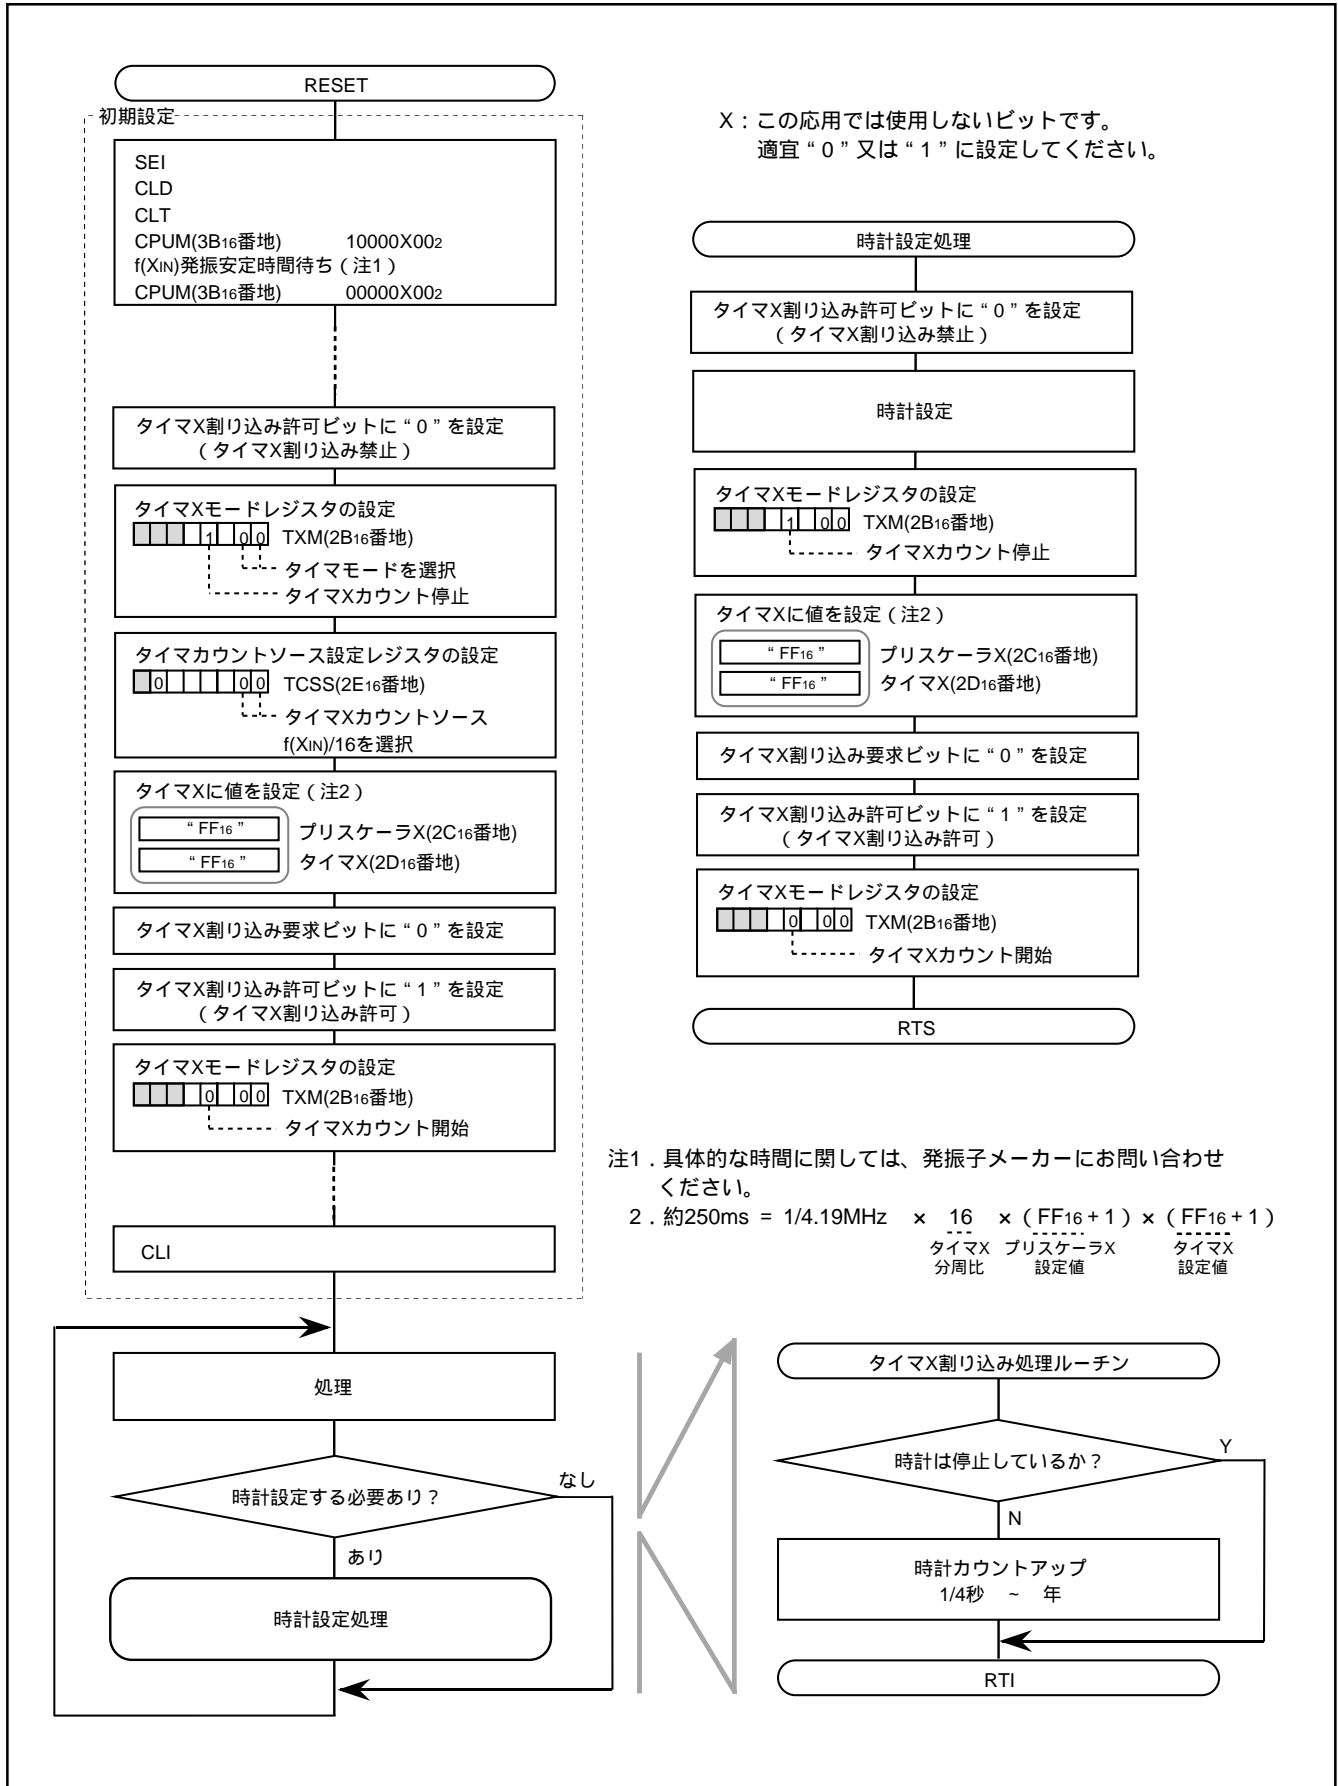 RESET
初期設定
SEI
CLD
CLT
CPUM(3B16番地) 10000X002
f(XIN)発振安定時間待ち（注1）
CPUM(3B16番地) 00000X002
タイマX割り込み許可ビットに“0”を設定
（タイマX割り込み禁止）
タイマXモードレジスタの設定
1 0 0 TXM(2B16番地)
タイマモードを選択
タイマXカウント停止
タイマカウントソース設定レジスタの設定
0 0 0 TCSS(2E16番地)
タイマXカウントソース
f(XIN)/16を選択
タイマXに値を設定（注2）
“FF16” プリスケーラX(2C16番地)
“FF16” タイマX(2D16番地)
タイマX割り込み要求ビットに“0”を設定
タイマX割り込み許可ビットに“1”を設定
（タイマX割り込み許可）
タイマXモードレジスタの設定
0 0 0 TXM(2B16番地)
タイマXカウント開始
CLI
処理
時計設定する必要あり？
なし
あり
時計設定処理
X：この応用では使用しないビットです。
適宜“0”又は“1”に設定してください。
時計設定処理
タイマX割り込み許可ビットに“0”を設定
（タイマX割り込み禁止）
時計設定
タイマXモードレジスタの設定
1 0 0 TXM(2B16番地)
タイマXカウント停止
タイマXに値を設定（注2）
“FF16” プリスケーラX(2C16番地)
“FF16” タイマX(2D16番地)
タイマX割り込み要求ビットに“0”を設定
タイマX割り込み許可ビットに“1”を設定
（タイマX割り込み許可）
タイマXモードレジスタの設定
0 0 0 TXM(2B16番地)
タイマXカウント開始
RTS
注1．具体的な時間に関しては、発振子メーカーにお問い合わせ
ください。
2．約250ms = 1/4.19MHz × 16 ×（FF16+1）×（FF16+1）
タイマX プリスケーラX タイマX
分周比 設定値 設定値
タイマX割り込み処理ルーチン
時計は停止しているか？
Y
N
時計カウントアップ
1/4秒 ~ 年
RTI